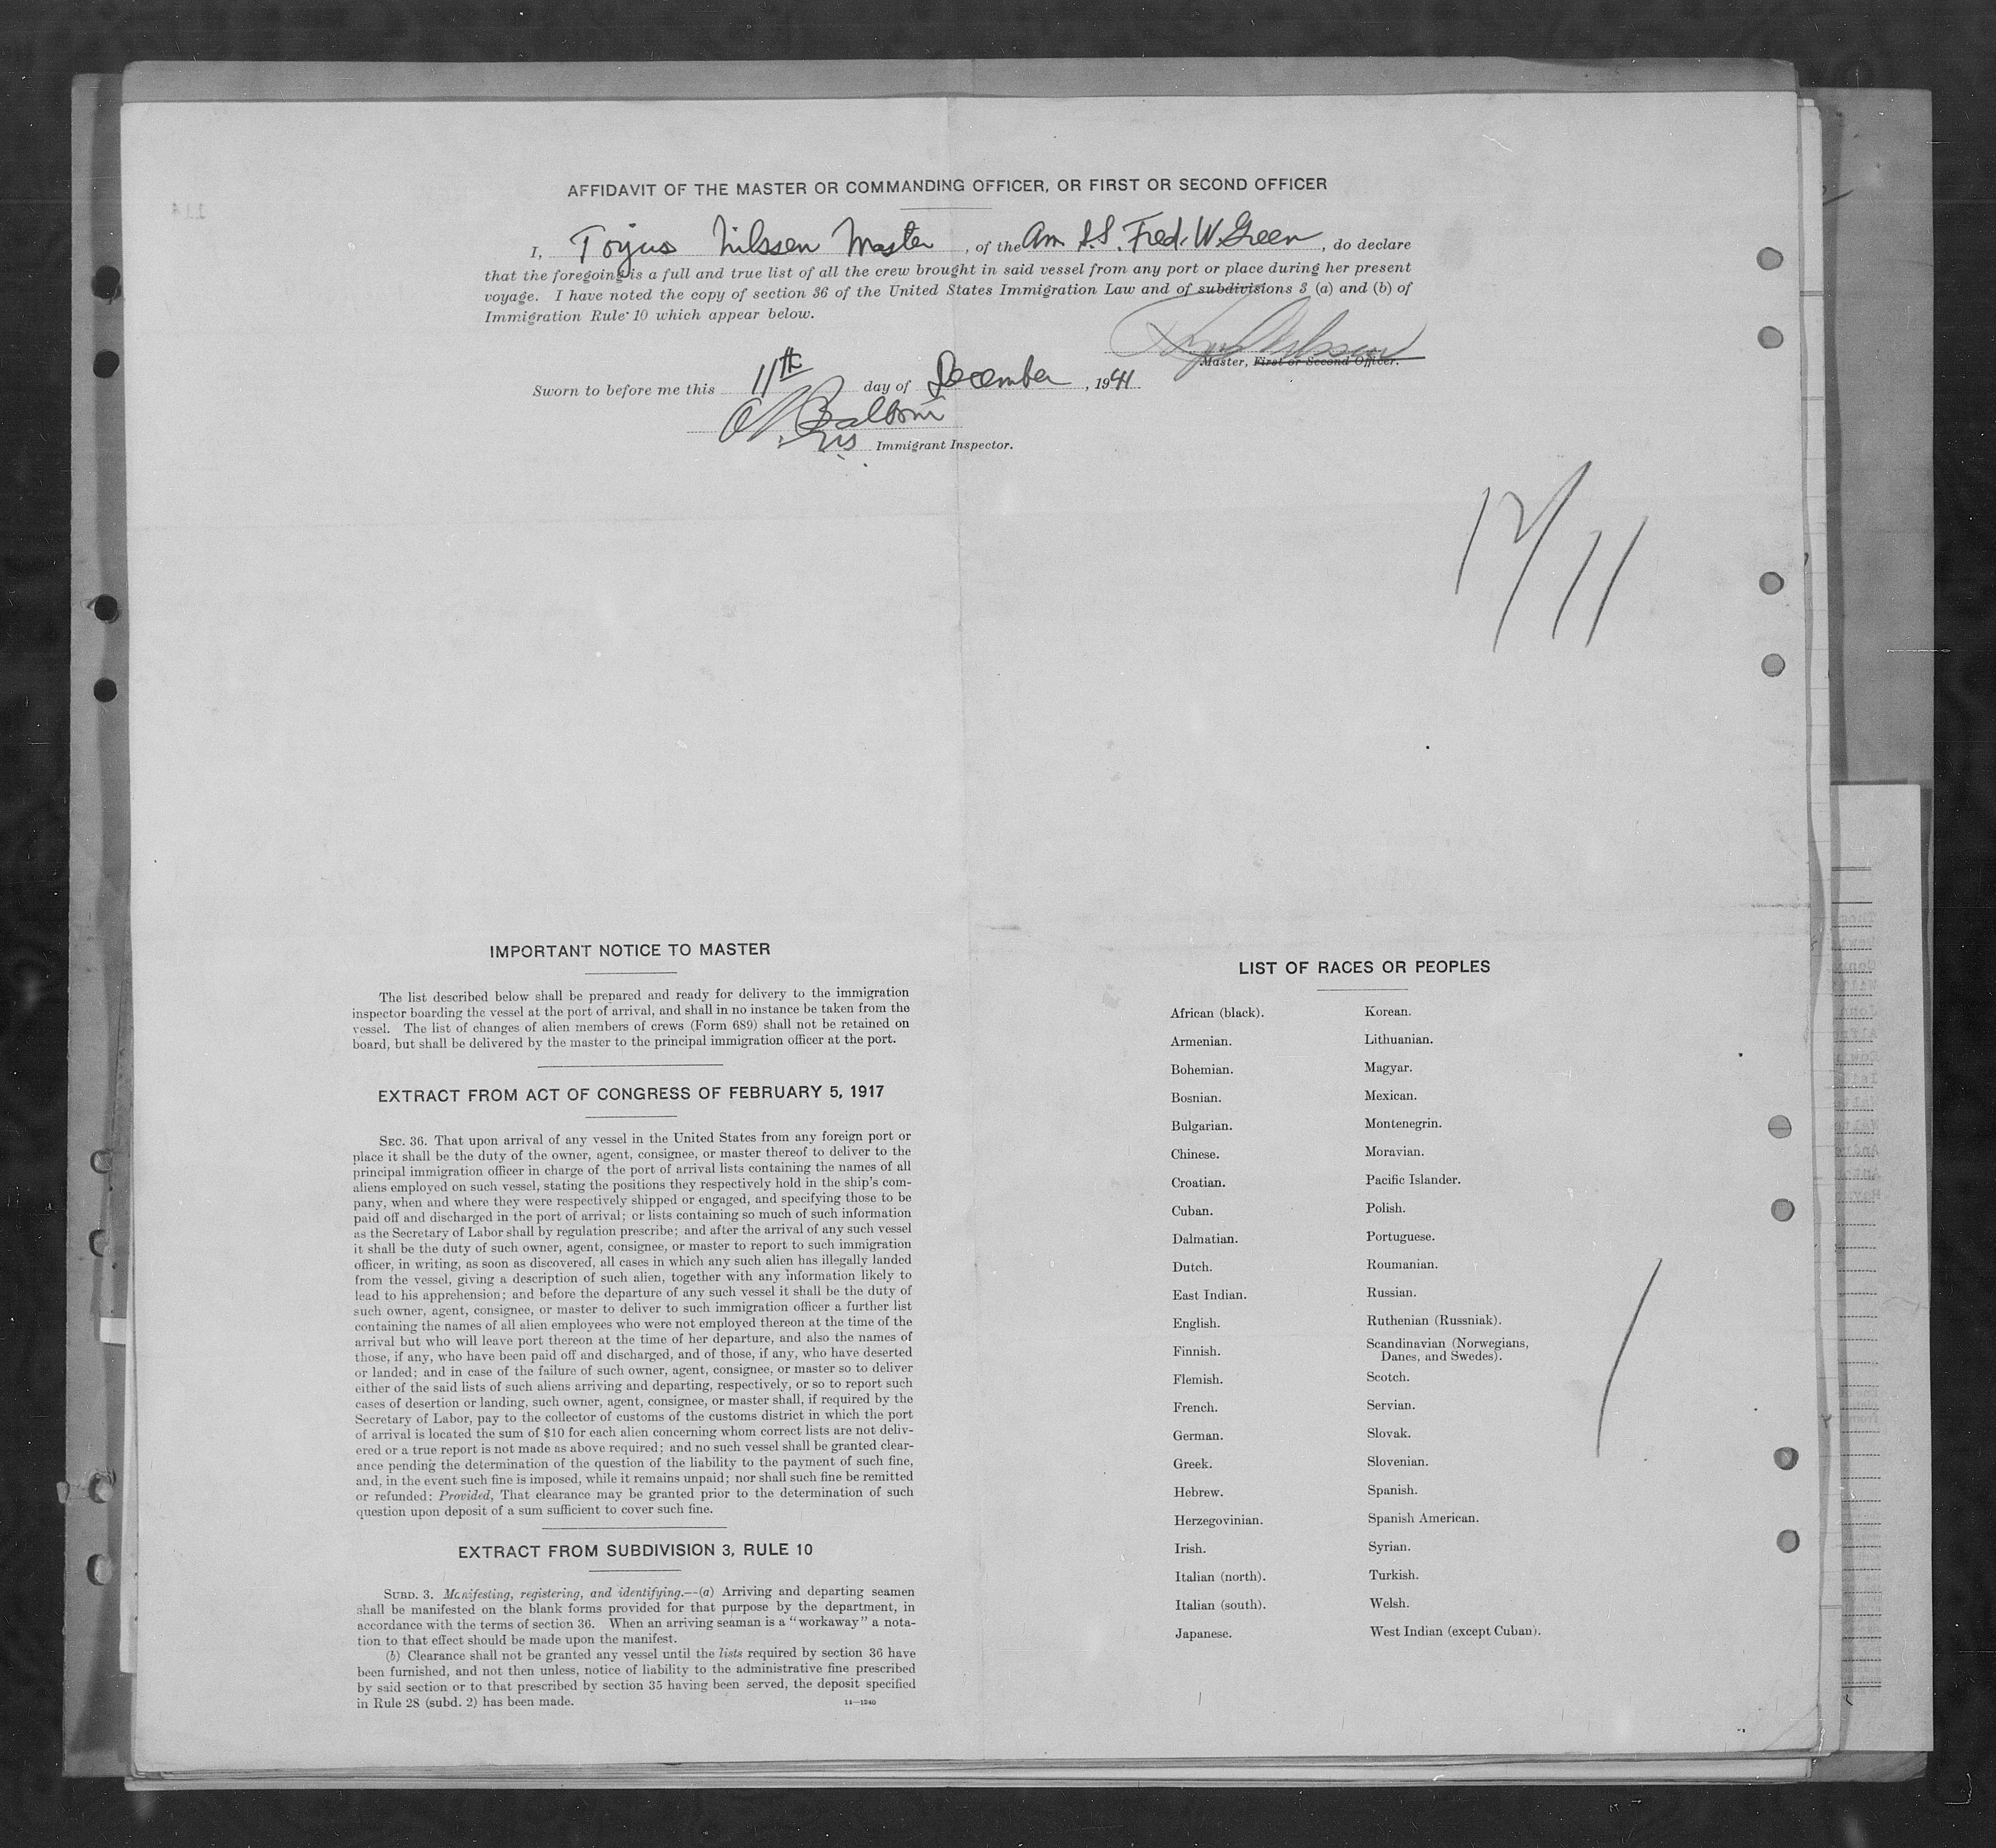 AFFIDAVIT OF THE MASTER OR COMMANDING OFFICER, OR FIRST OR SECOND OFFICER
I, Torjus Nilssen Master, of the Am S.S. Fred. W. Green, do declare
that the foregoing is a full and true list of all the crew brought in said vessel from any port or place during her present
voyage. I have noted the copy of section 36 of the United States Immigration Law and of subdivisions 3 (a) and (b) of
Immigration Rule 10 which appear below.
Master, First or Second Officer.
Sworn to before me this 11th day of December, 1941
Immigrant Inspector.
12/11
IMPORTANT NOTICE TO MASTER
The list described below shall be prepared and ready for delivery to the immigration
inspector boarding the vessel at the port of arrival, and shall in no instance be taken from the
vessel. The list of changes of alien members of crews (Form 689) shall not be retained on
board, but shall be delivered by the master to the principal immigration officer at the port.
EXTRACT FROM ACT OF CONGRESS OF FEBRUARY 5, 1917
SEC. 36. That upon arrival of any vessel in the United States from any foreign port or
place it shall be the duty of the owner, agent, consignee, or master thereof to deliver to the
principal immigration officer in charge of the port of arrival lists containing the names of all
aliens employed on such vessel, stating the positions they respectively hold in the ship's com-
pany, when and where they were respectively shipped or engaged, and specifying those to be
paid off and discharged in the port of arrival; or lists containing so much of such information
as the Secretary of Labor shall by regulation prescribe; and after the arrival of any such vessel
it shall be the duty of such owner, agent, consignee, or master to report to such immigration
officer, in writing, as soon as discovered, all cases in which any such alien has illegally landed
from the vessel, giving a description of such alien, together with any information likely to
lead to his apprehension; and before the departure of any such vessel it shall be the duty of
such owner, agent, consignee, or master to deliver to such immigration officer a further list
containing the names of all alien employees who were not employed thereon at the time of the
arrival but who will leave port thereon at the time of her departure, and also the names of
those, if any, who have been paid off and discharged, and of those, if any, who have deserted
or landed; and in case of the failure of such owner, agent, consignee, or master so to deliver
either of the said lists of such aliens arriving and departing, respectively, or so to report such
cases of desertion or landing, such owner, agent, consignee, or master shall, if required by the
Secretary of Labor, pay to the collector of customs of the customs district in which the port
of arrival is located the sum of $10 for each alien concerning whom correct lists are not deliv-
ered or a true report is not made as above required; and no such vessel shall be granted clear-
ance pending the determination of the question of the liability to the payment of such fine,
and, in the event such fine is imposed, while it remains unpaid; nor shall such fine be remitted
or refunded: Provided, That clearance may be granted prior to the determination of such
question upon deposit of a sum sufficient to cover such fine.
EXTRACT FROM SUBDIVISION 3, RULE 10
SUBD. 3. Manifesting, registering, and identifying.--(a) Arriving and departing seamen
shall be manifested on the blank forms provided for that purpose by the department, in
accordance with the terms of section 36. When an arriving seaman is a "workaway" a nota-
tion to that effect should be made upon the manifest.
(b) Clearance shall not be granted any vessel until the lists required by section 36 have
been furnished, and not then unless, notice of liability to the administrative fine prescribed
by said section or to that prescribed by section 35 having been served, the deposit specified
in Rule 28 (subd. 2) has been made.
14—1240
LIST OF RACES OR PEOPLES
African (black).
Armenian.
Bohemian.
Bosnian.
Bulgarian.
Chinese.
Croatian.
Cuban.
Dalmatian.
Dutch.
East Indian.
English.
Finnish.
Flemish.
French.
German.
Greek.
Hebrew.
Herzegovinian.
Irish.
Italian (north).
Italian (south).
Japanese.
Korean.
Lithuanian.
Magyar.
Mexican.
Montenegrin.
Moravian.
Pacific Islander.
Polish.
Portuguese.
Roumanian.
Russian.
Ruthenian (Russniak).
Scandinavian (Norwegians,
Danes, and Swedes).
Scotch.
Servian.
Slovak.
Slovenian.
Spanish.
Spanish American.
Syrian.
Turkish.
Welsh.
West Indian (except Cuban).